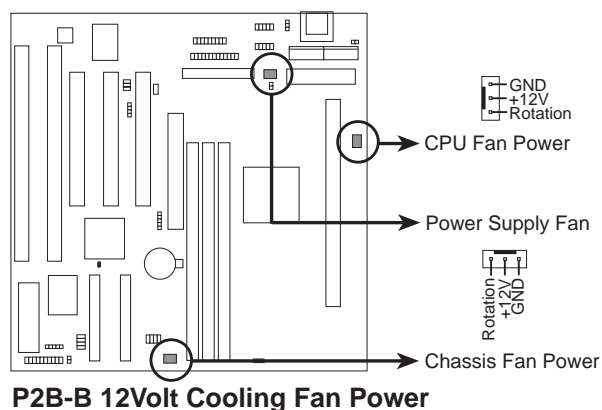 GND
+12V
Rotation
CPU Fan Power
Power Supply Fan
Rotation
+12V
GND
Chassis Fan Power
P2B-B 12Volt Cooling Fan Power